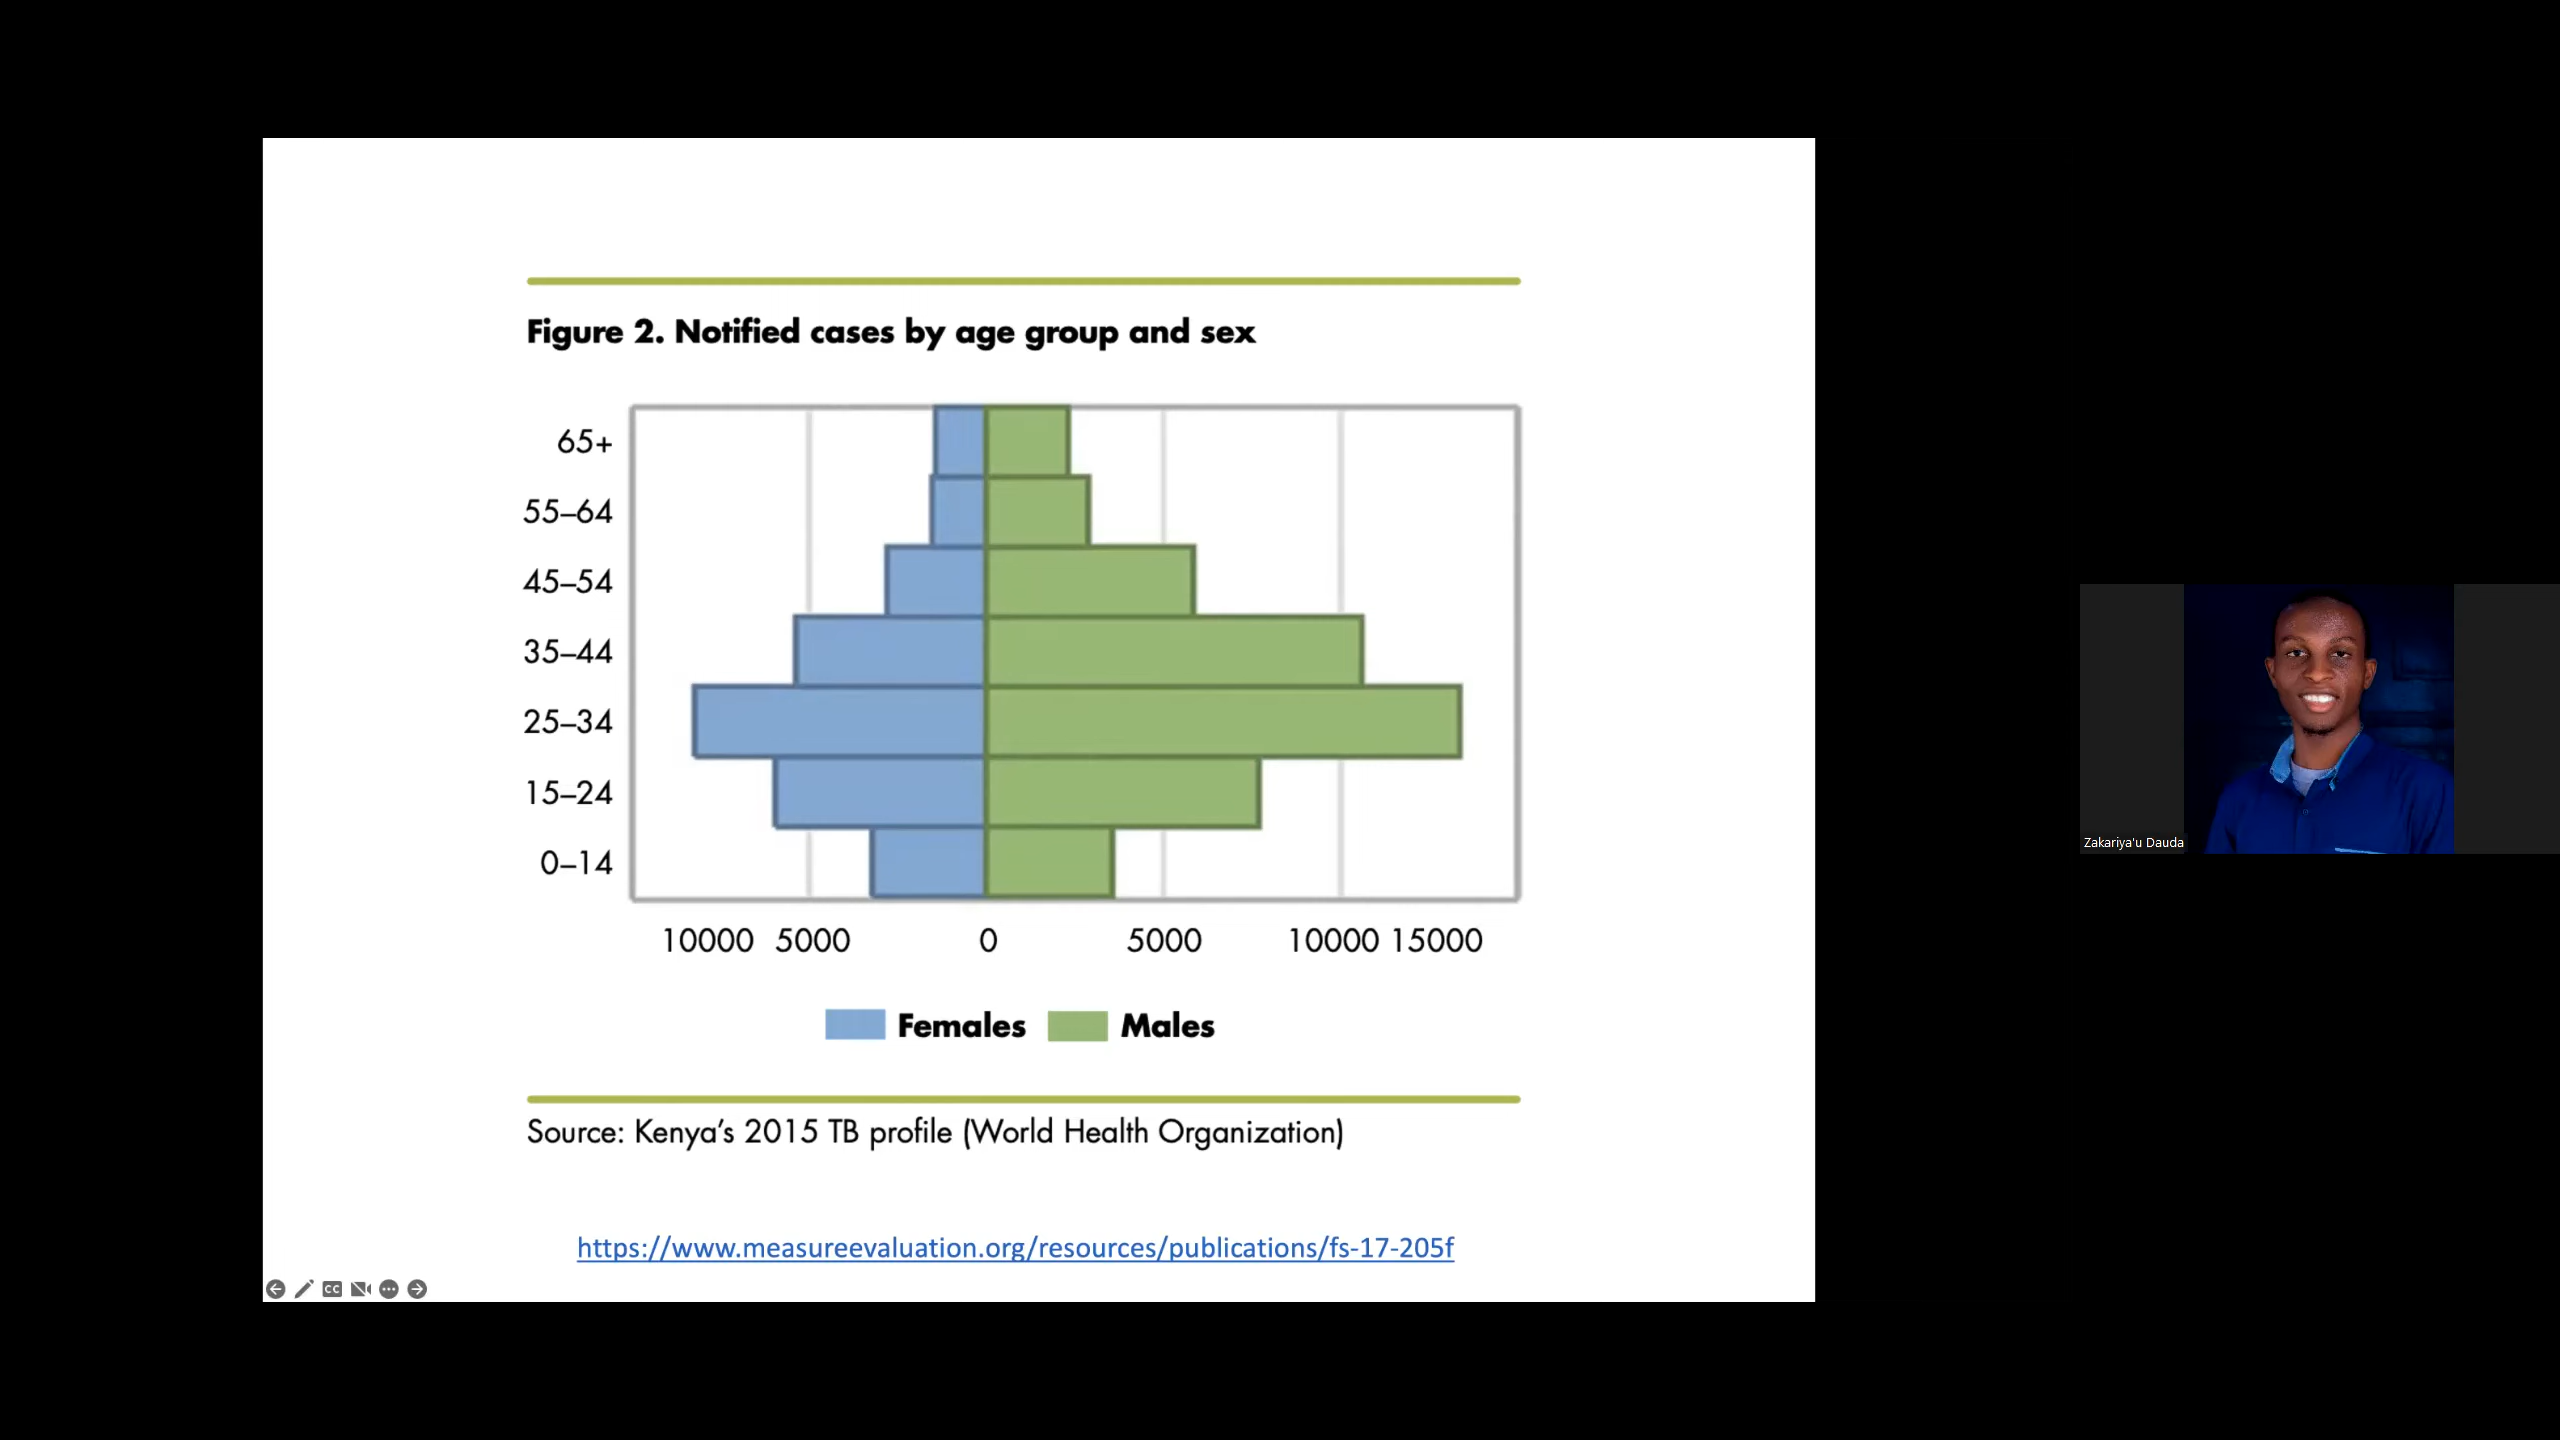 Figure 2. Notified cases by age group and sex
65+
55–64
45–54
35–44
25–34
15–24
0–14
10000 5000 0 5000 10000 15000
Females Males
Source: Kenya’s 2015 TB profile (World Health Organization)
https://www.measureevaluation.org/resources/publications/fs-17-205f
CC
Zakariya'u Dauda